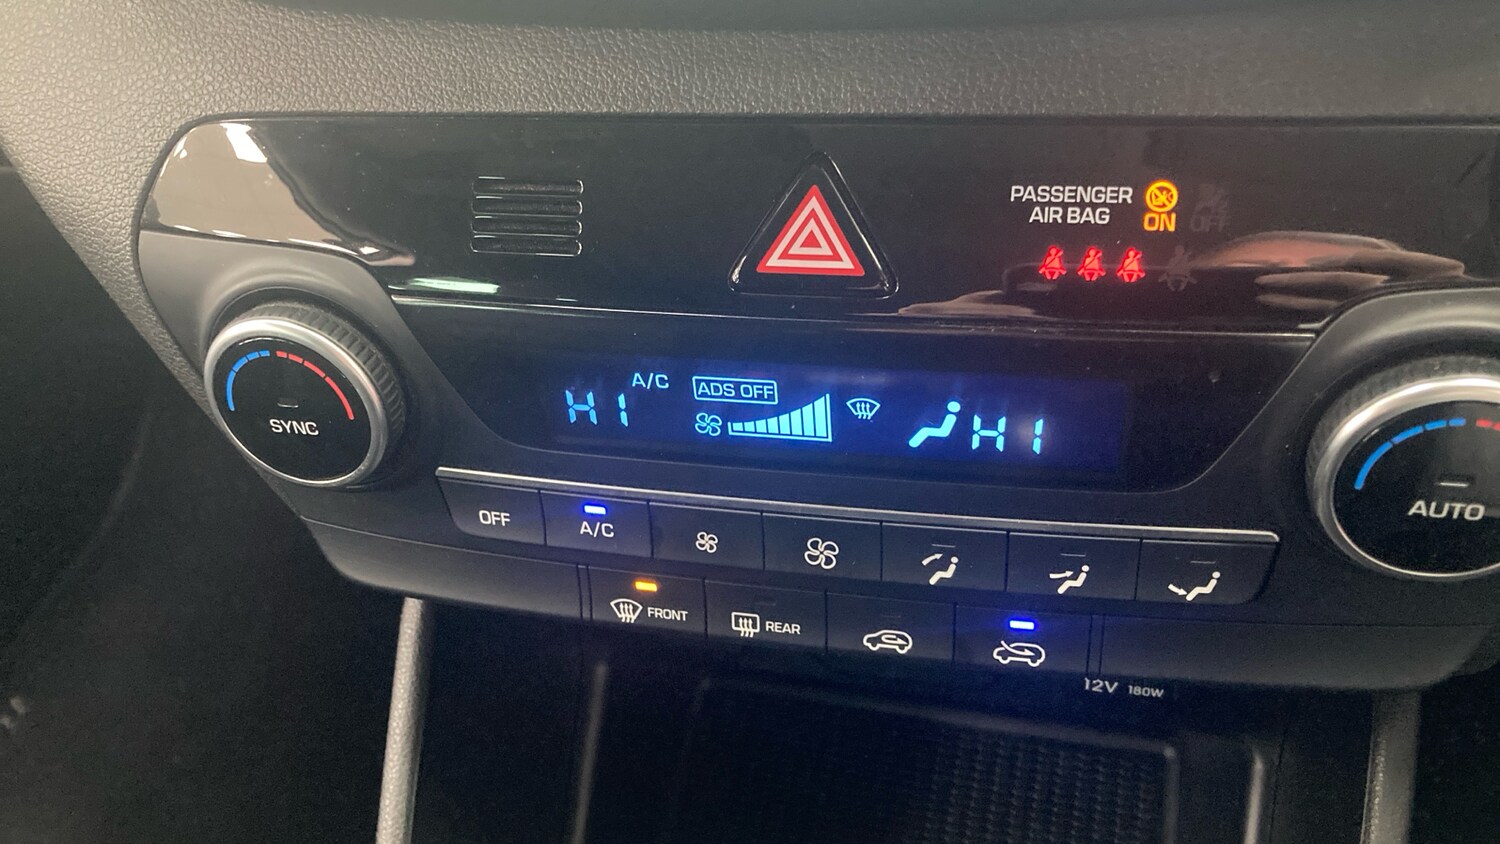 PASSENGER
AIR BAG
ON
OFF
HI
A/C
ADS OFF
HI
SYNC
AUTO
OFF
A/C
FRONT
REAR
12V 180W